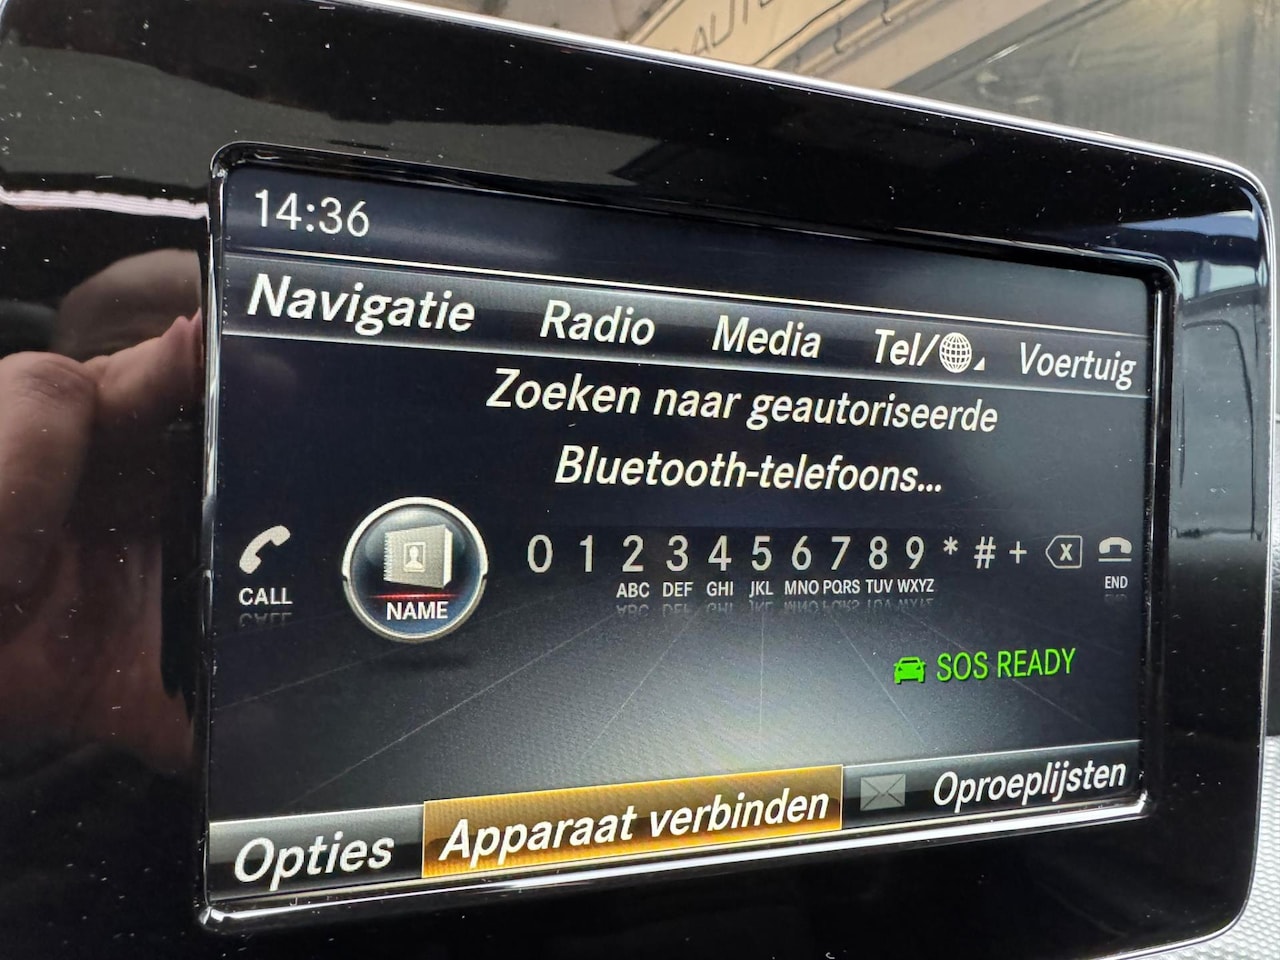 AUTO
14:36
Navigatie Radio Media Tel/ Voertuig
Zoeken naar geautoriseerde
Bluetooth-telefoons...
0 1 2 3 4 5 6 7 8 9 * # + X
ABC DEF GHI JKL MNO PQRS TUV WXYZ
CALL NAME END
SOS READY
Opties Apparaat verbinden Oproeplijsten